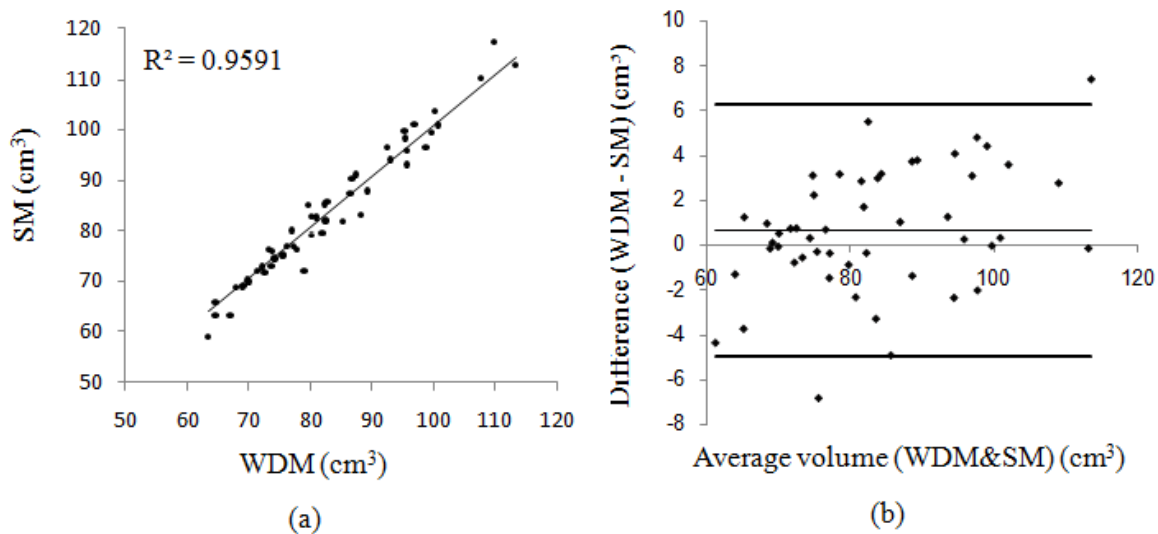 120
110
100
90
80
70
60
50
R² = 0.9591
SM (cm³)
50 60 70 80 90 100 110 120
WDM (cm³)
(a)
10
8
6
4
2
0
-2
-4
-6
-8
60 80 100 120
Difference (WDM - SM) (cm³)
Average volume (WDM&SM) (cm³)
(b)